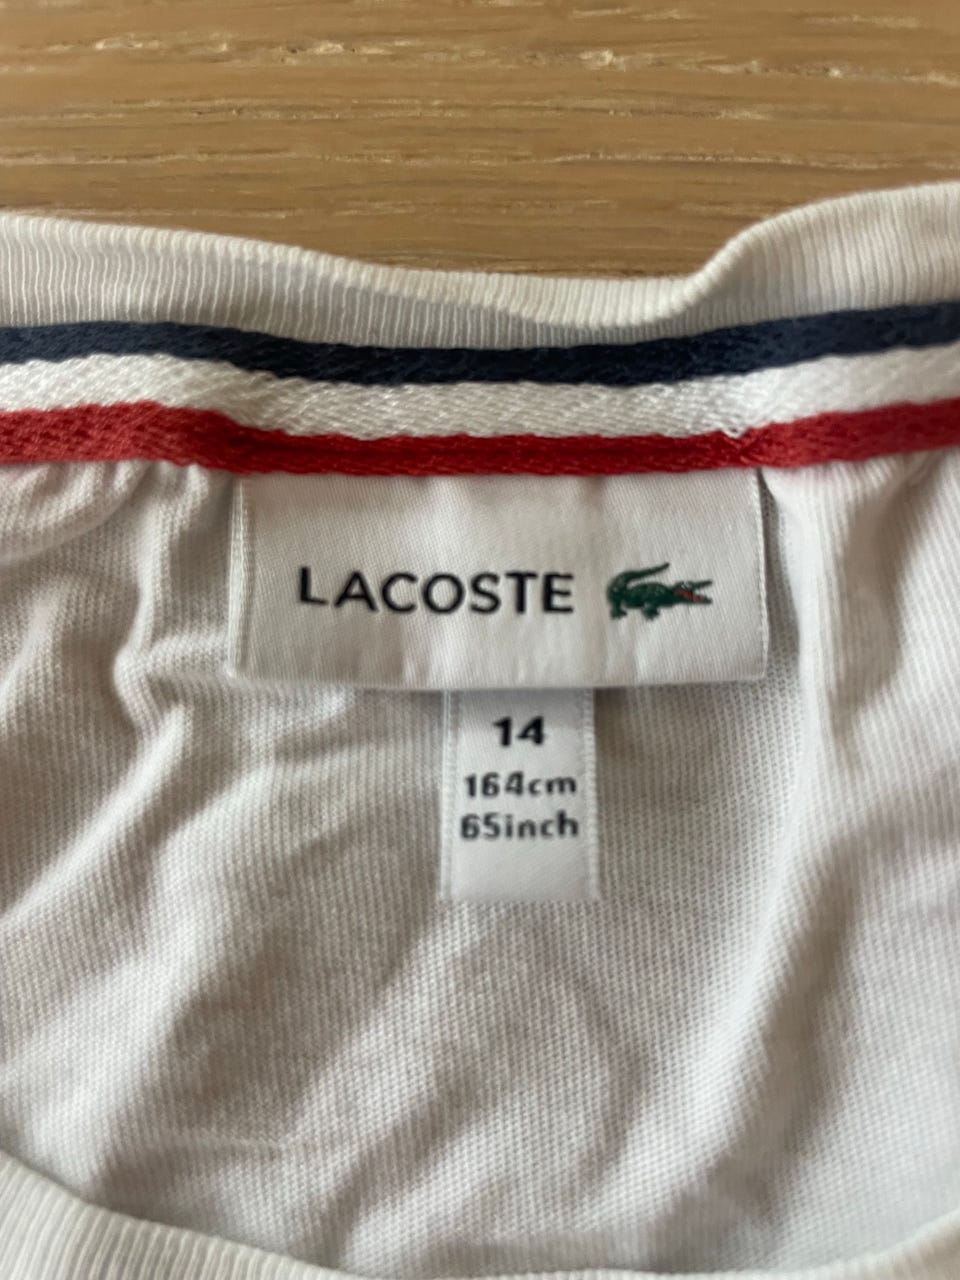 LACOSTE
14
164cm
65inch